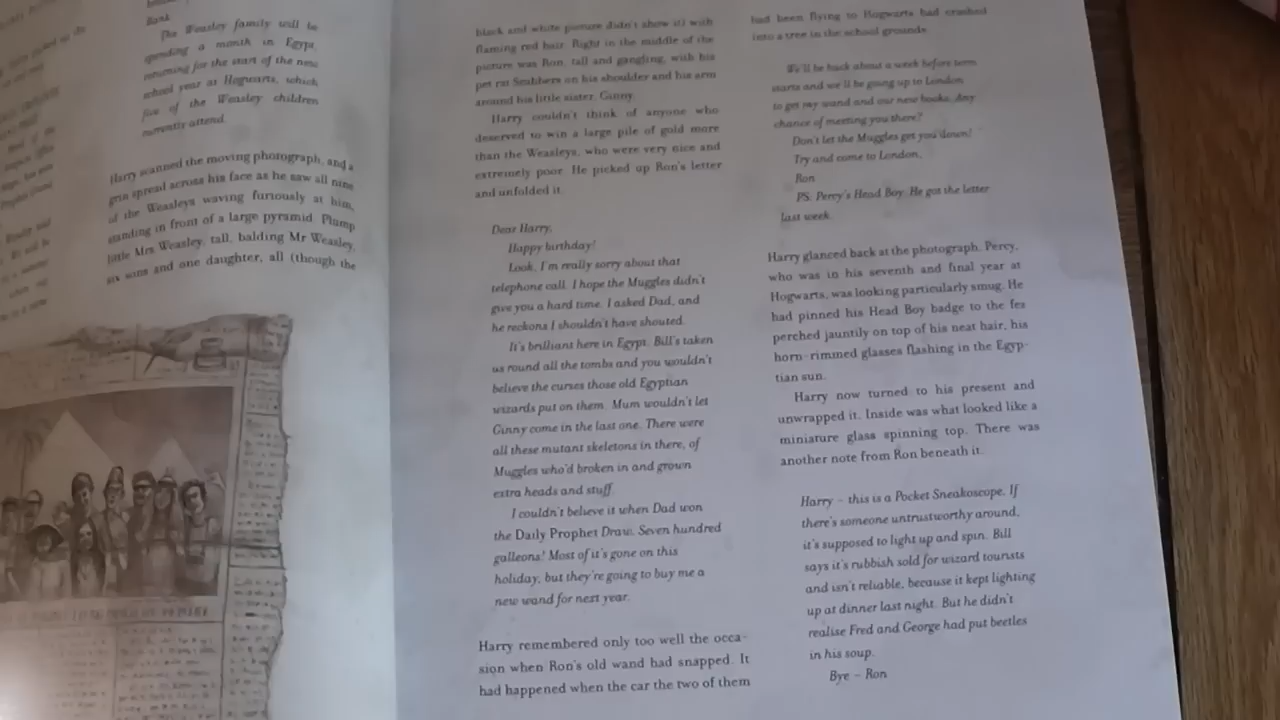 Bank.
The Weasley family will be
spending a month in Egypt,
returning for the start of the new
school year at Hogwarts, which
five of the Weasley children
currently attend.
Harry scanned the moving photograph, and a
grin spread across his face as he saw all nine
of the Weasleys waving furiously at him,
standing in front of a large pyramid. Plump
little Mrs Weasley, tall, balding Mr Weasley,
six sons and one daughter, all (though the
black and white picture didn't show it) with
flaming red hair. Right in the middle of the
picture was Ron, tall and gangling, with his
pet rat Scabbers on his shoulder and his arm
around his little sister, Ginny.
Harry couldn't think of anyone who
deserved to win a large pile of gold more
than the Weasleys, who were very nice and
extremely poor. He picked up Ron's letter
and unfolded it.
Dear Harry,
Happy birthday!
Look, I'm really sorry about that
telephone call. I hope the Muggles didn't
give you a hard time. I asked Dad, and
he reckons I shouldn't have shouted.
It's brilliant here in Egypt. Bill's taken
us round all the tombs and you wouldn't
believe the curses those old Egyptian
wizards put on them. Mum wouldn't let
Ginny come in the last one. There were
all these mutant skeletons in there, of
Muggles who'd broken in and grown
extra heads and stuff.
I couldn't believe it when Dad won
the Daily Prophet Draw. Seven hundred
galleons! Most of it's gone on this
holiday, but they're going to buy me a
new wand for next year.
Harry remembered only too well the occa-
sion when Ron's old wand had snapped. It
had happened when the car the two of them
had been flying to Hogwarts had crashed
into a tree in the school grounds.
We'll be back about a week before term
starts and we'll be going up to London
to get my wand and our new books. Any
chance of meeting you there?
Don't let the Muggles get you down!
Try and come to London,
Ron
PS: Percy's Head Boy. He got the letter
last week.
Harry glanced back at the photograph. Percy,
who was in his seventh and final year at
Hogwarts, was looking particularly smug. He
had pinned his Head Boy badge to the fez
perched jauntily on top of his neat hair, his
horn-rimmed glasses flashing in the Egyp-
tian sun.
Harry now turned to his present and
unwrapped it. Inside was what looked like a
miniature glass spinning top. There was
another note from Ron beneath it.
Harry – this is a Pocket Sneakoscope. If
there's someone untrustworthy around,
it's supposed to light up and spin. Bill
says it's rubbish sold for wizard tourists
and isn't reliable, because it kept lighting
up at dinner last night. But he didn't
realise Fred and George had put beetles
in his soup.
Bye – Ron